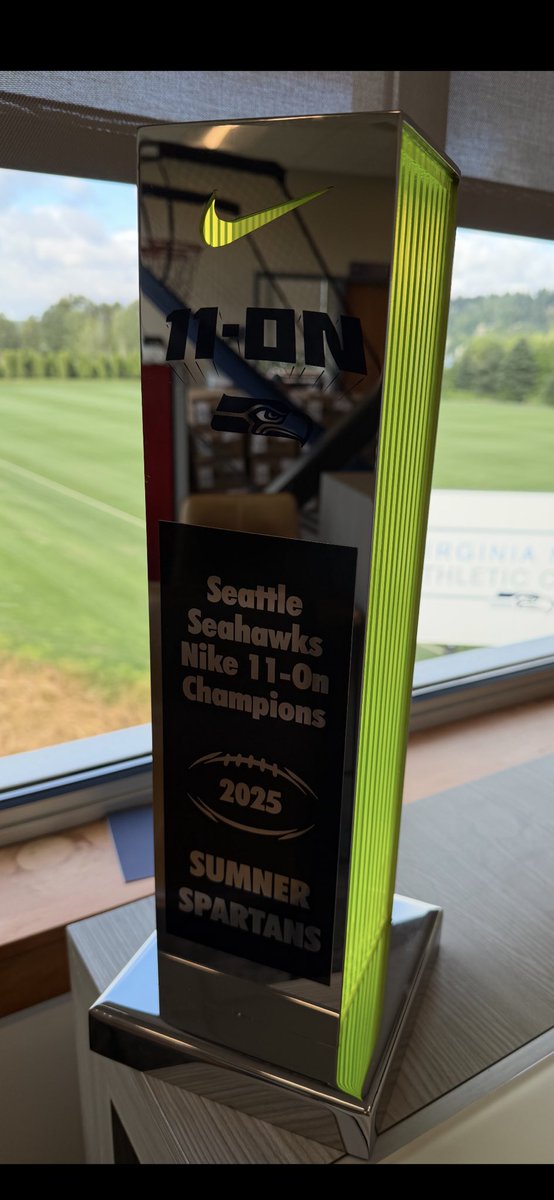 11-ON
Seattle
Seahawks
Nike 11-On
Champions
2025
SUMNER
SPARTANS